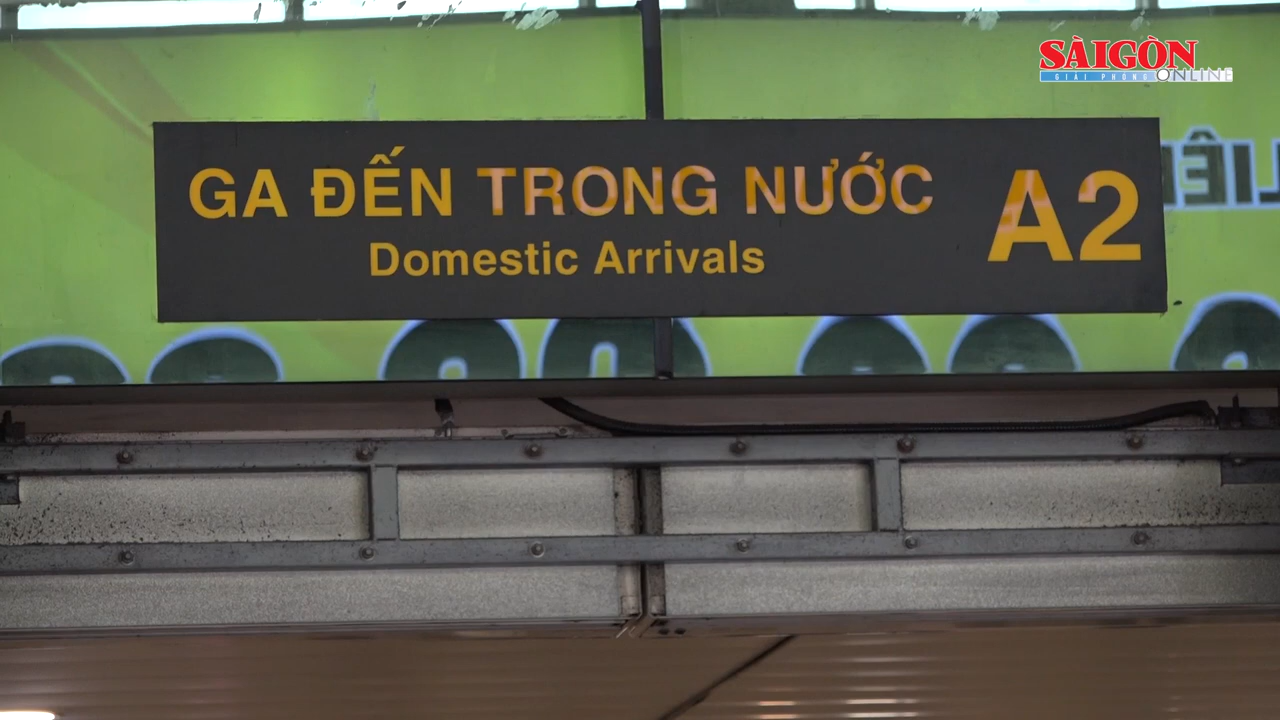 SÀIGÒN
GIẢI PHÓNG ONLINE
GA ĐẾN TRONG NƯỚC A2
Domestic Arrivals